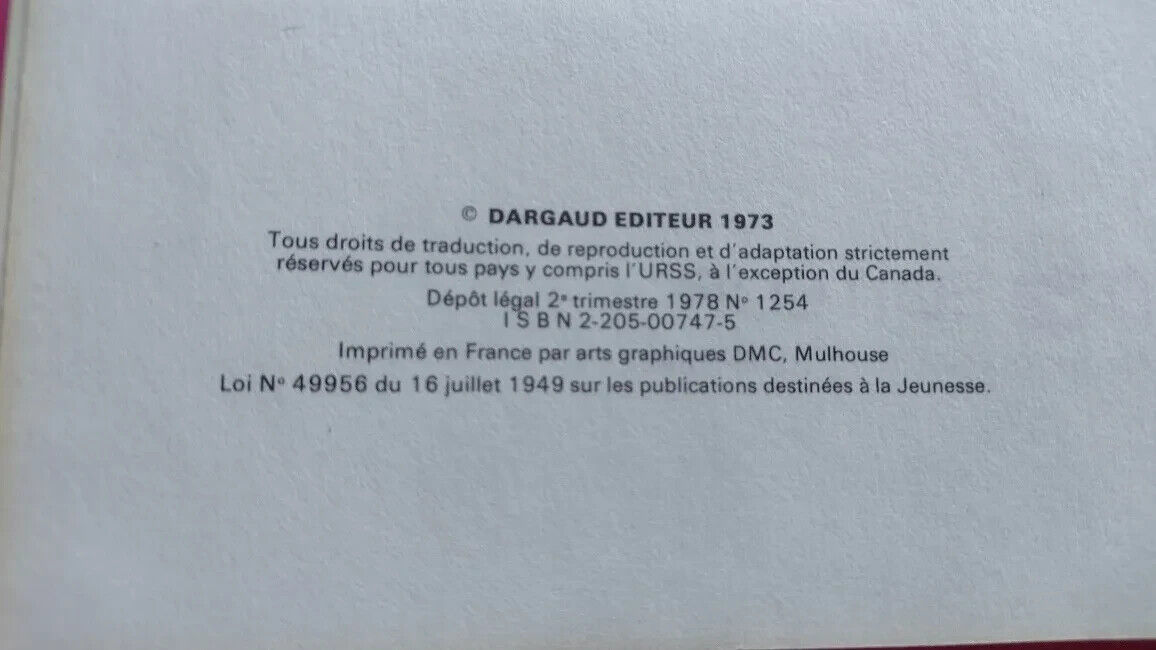 © DARGAUD EDITEUR 1973
Tous droits de traduction, de reproduction et d'adaptation strictement
réservés pour tous pays y compris l'URSS, à l'exception du Canada.
Dépôt légal 2ᵉ trimestre 1978 Nº 1254
I S B N 2-205-00747-5
Imprimé en France par arts graphiques DMC, Mulhouse
Loi Nº 49956 du 16 juillet 1949 sur les publications destinées à la Jeunesse.